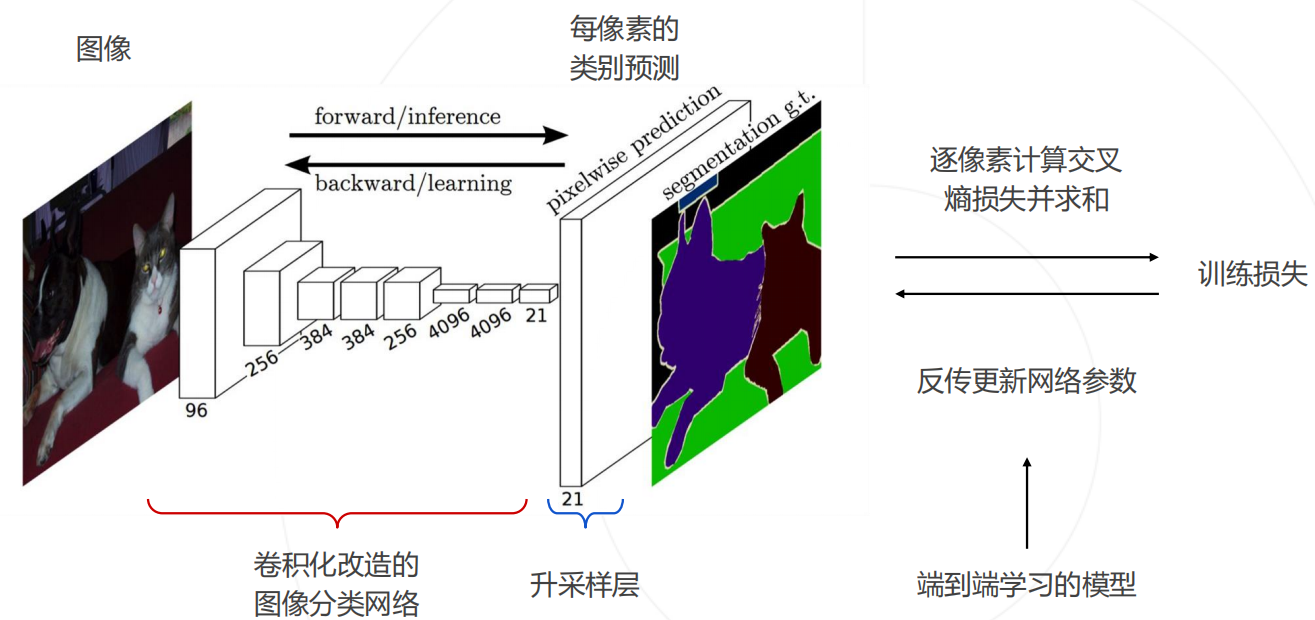 图像
每像素的
类别预测
forward/inference
backward/learning
pixelwise prediction
segmentation g.t.
96
256
384
384
256
4096
4096
21
21
逐像素计算交叉
熵损失并求和
训练损失
反传更新网络参数
卷积化改造的
图像分类网络
升采样层
端到端学习的模型